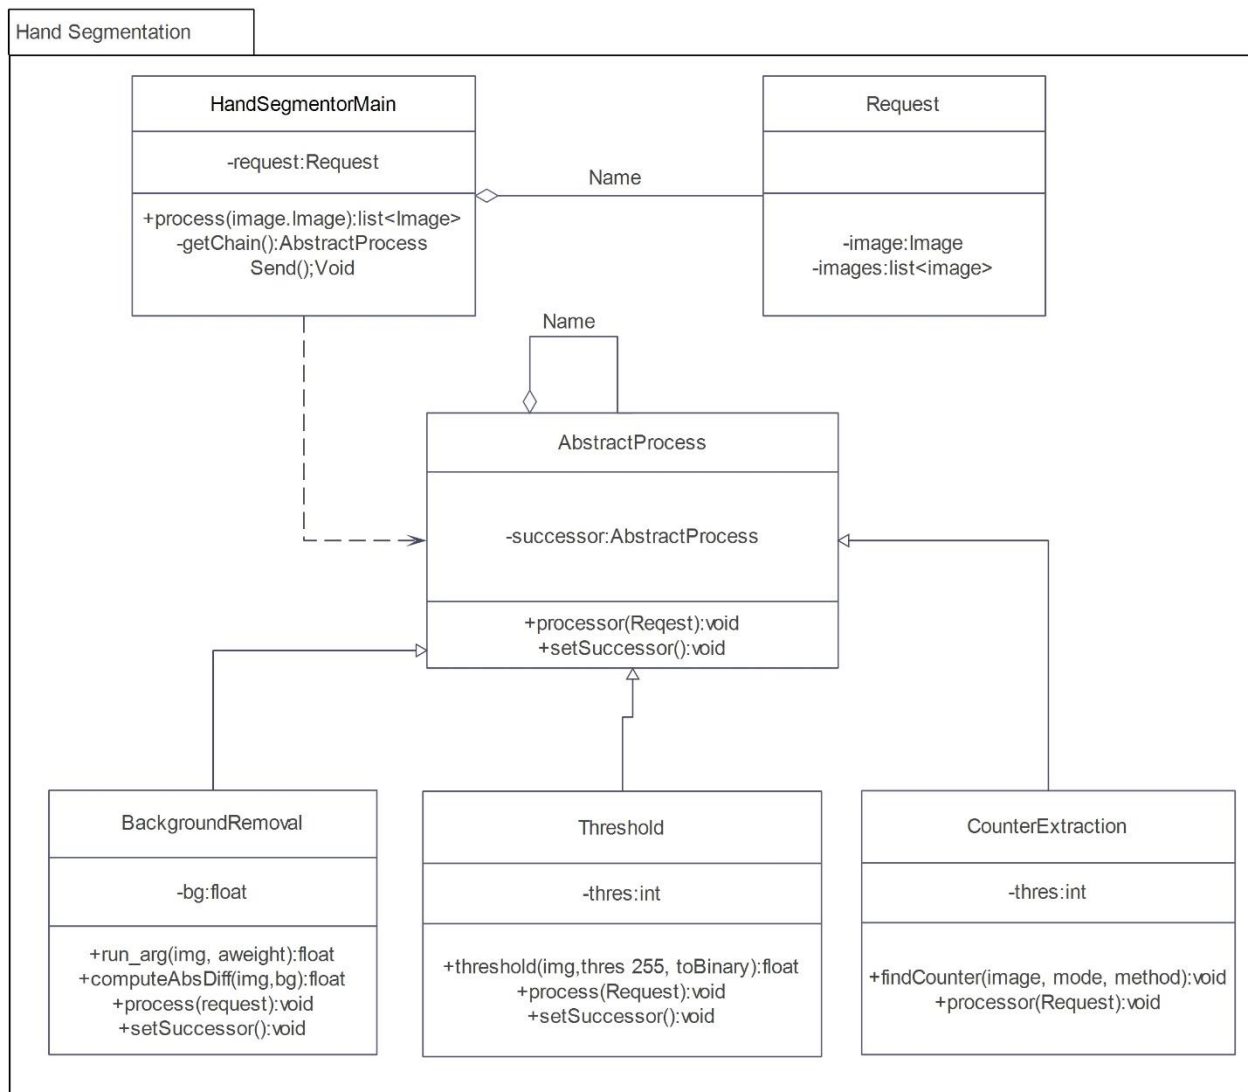 Hand Segmentation
HandSegmentorMain
-request:Request
+process(image.Image):list<Image>
-getChain():AbstractProcess
Send();Void
Name
Request
-image:Image
-images:list<image>
Name
AbstractProcess
-successor:AbstractProcess
+processor(Reqest):void
+setSuccessor():void
BackgroundRemoval
-bg:float
+run_arg(img, aweight):float
+computeAbsDiff(img,bg):float
+process(request):void
+setSuccessor():void
Threshold
-thres:int
+threshold(img,thres 255, toBinary):float
+process(Request):void
+setSuccessor():void
CounterExtraction
-thres:int
+findCounter(image, mode, method):void
+processor(Request):void